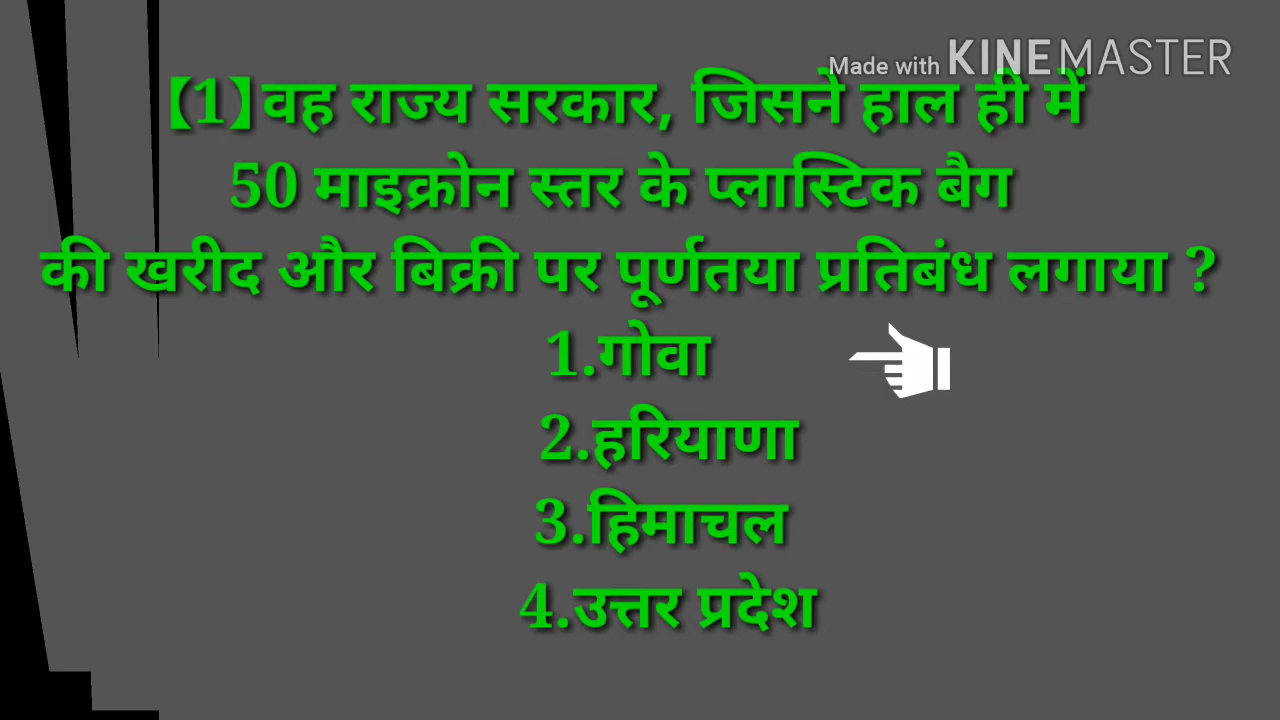 Made with KINEMASTER
【1】वह राज्य सरकार, जिसने हाल ही में
50 माइक्रोन स्तर के प्लास्टिक बैग
की खरीद और बिक्री पर पूर्णतया प्रतिबंध लगाया ?
1.गोवा
2.हरियाणा
3.हिमाचल
4.उत्तर प्रदेश